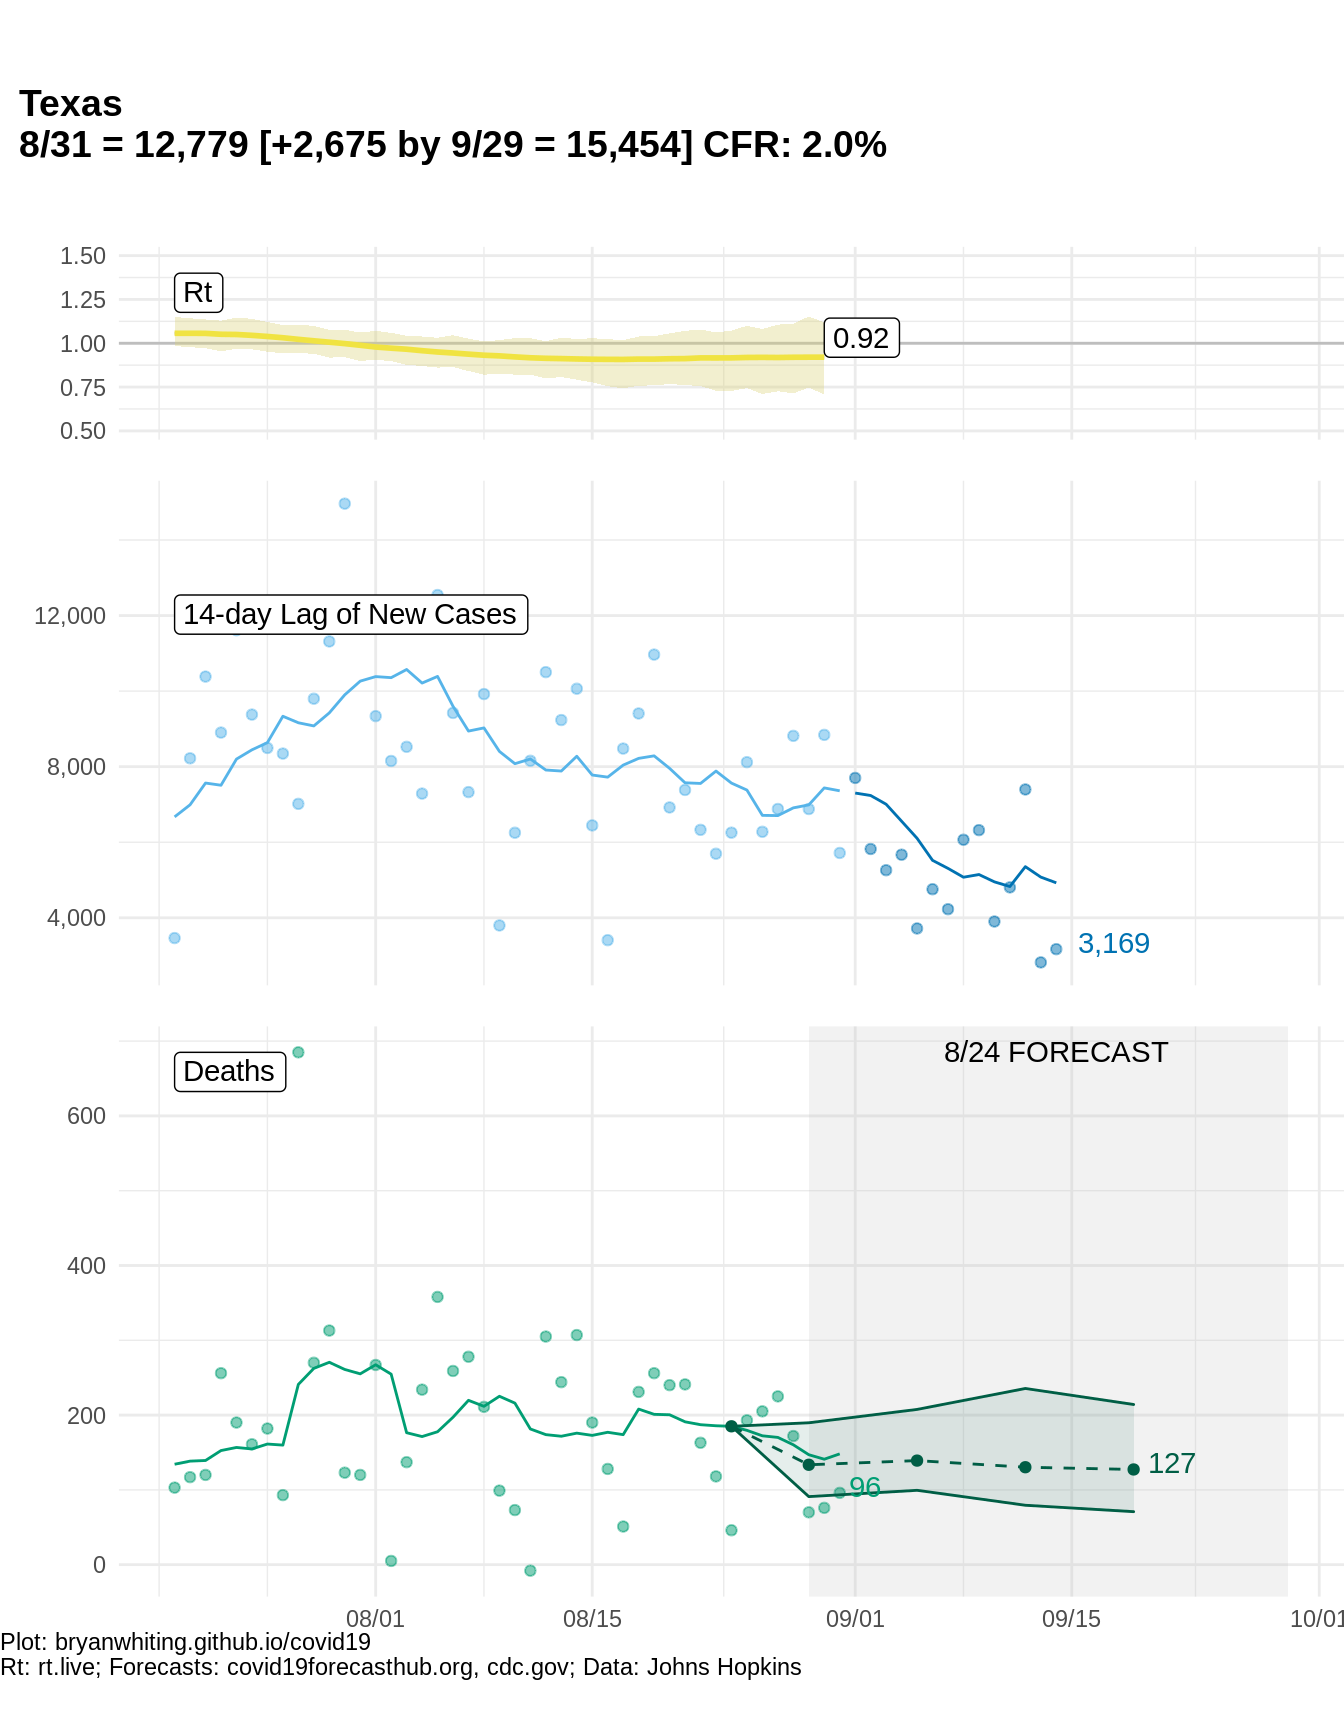 Texas
8/31 = 12,779 [+2,675 by 9/29 = 15,454] CFR: 2.0%
1.50
Rt
1.25
0.92
1.00
0.75
0.50
14-day Lag of New Cases
12,000
8,000
4,000
3,169
8/24 FORECAST
Deaths
600
400
200
127
96
0
08/01 08/15 09/01 09/15 10/01
Plot: bryanwhiting.github.io/covid19
Rt: rt.live; Forecasts: covid19forecasthub.org, cdc.gov; Data: Johns Hopkins